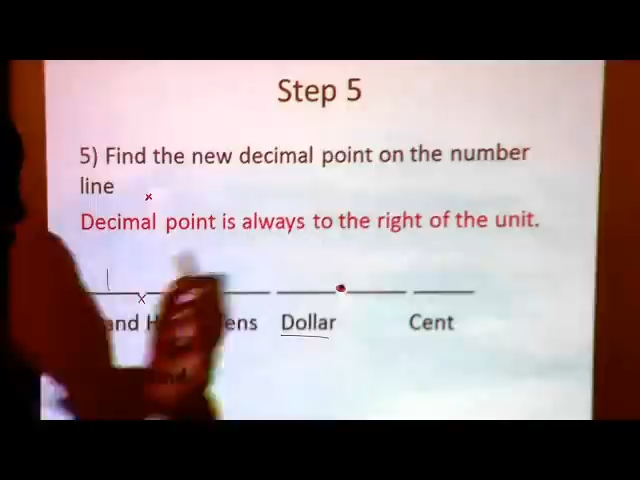 Step 5
5) Find the new decimal point on the number
line
Decimal point is always to the right of the unit.
Dollar Cent